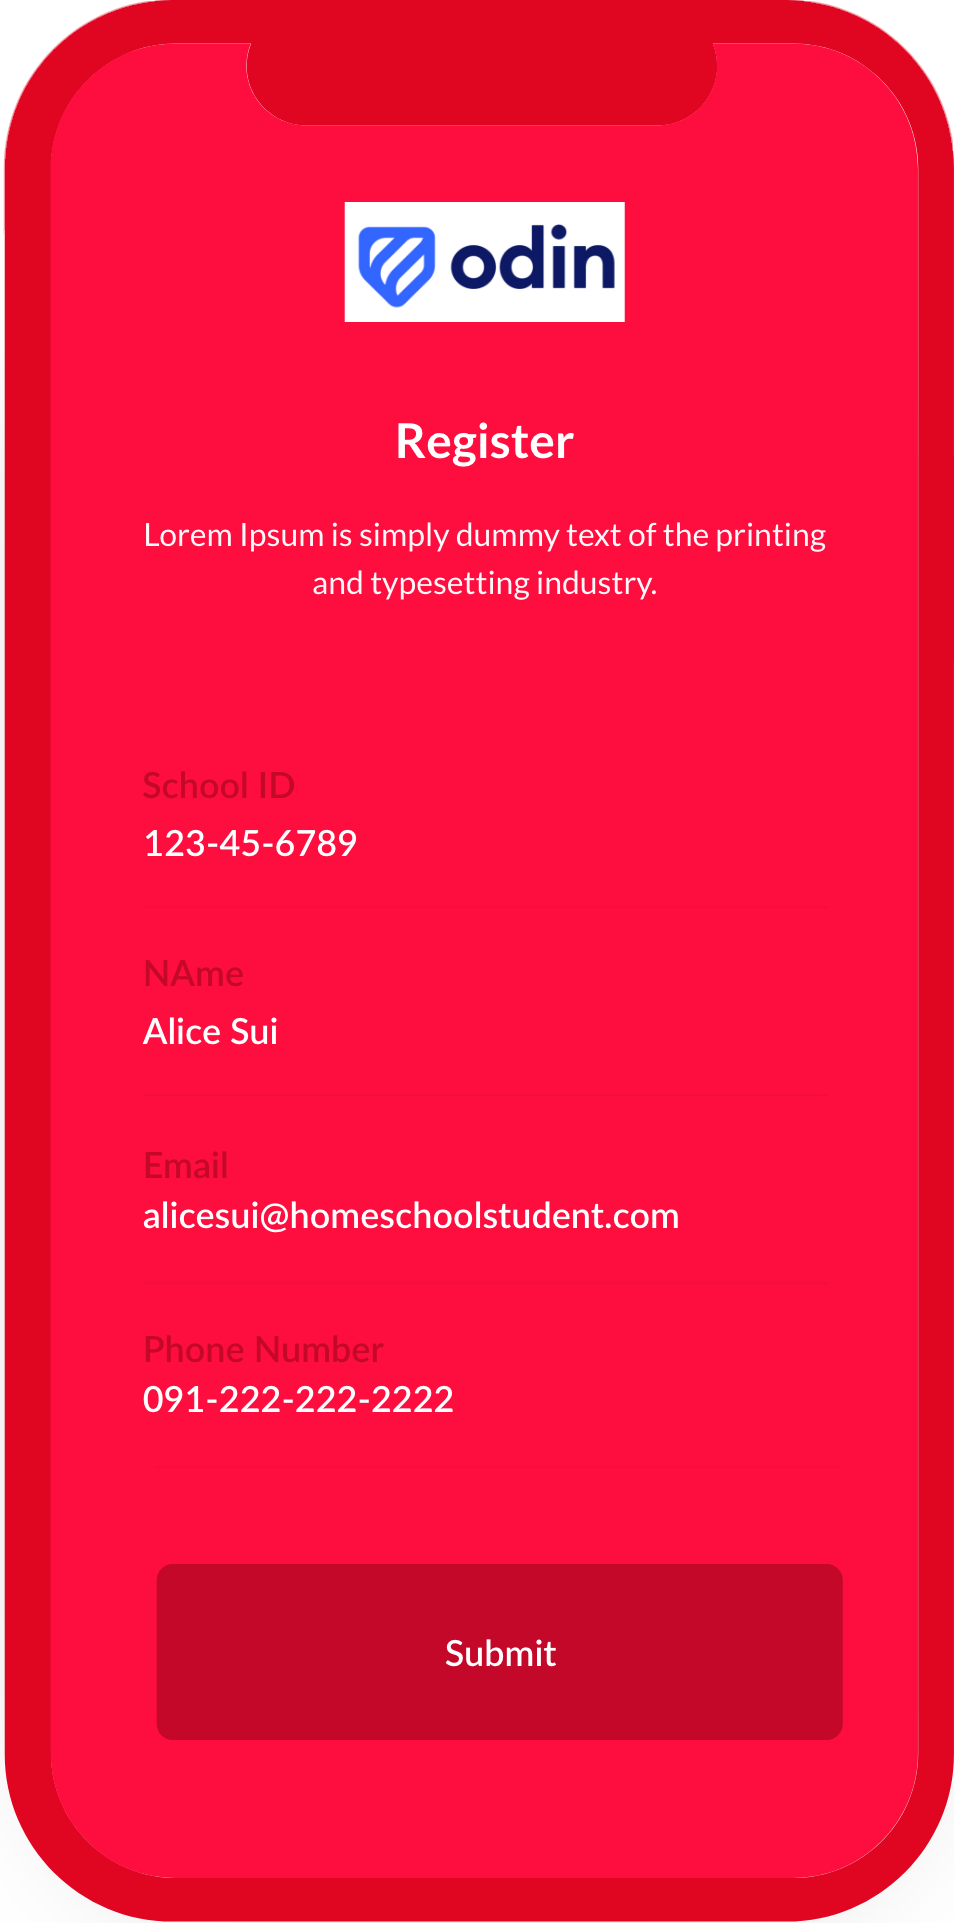 odin
Register
Lorem Ipsum is simply dummy text of the printing
and typesetting industry.
School ID
123-45-6789
NAme
Alice Sui
Email
alicesui@homeschoolstudent.com
Phone Number
091-222-222-2222
Submit